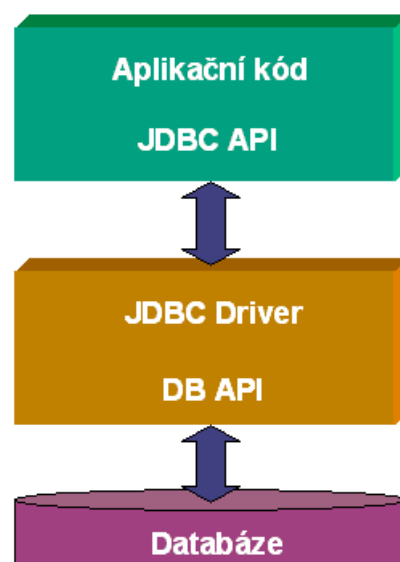 Aplikační kód
JDBC API
JDBC Driver
DB API
Databáze